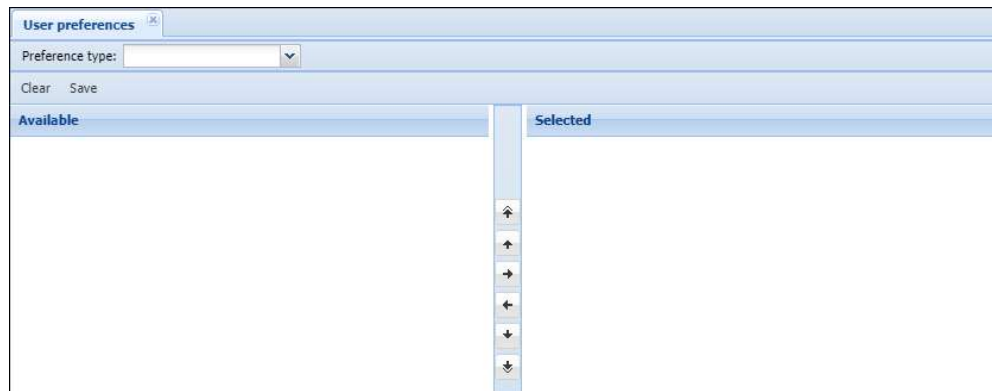 User preferences
Preference type:
Clear Save
Available Selected